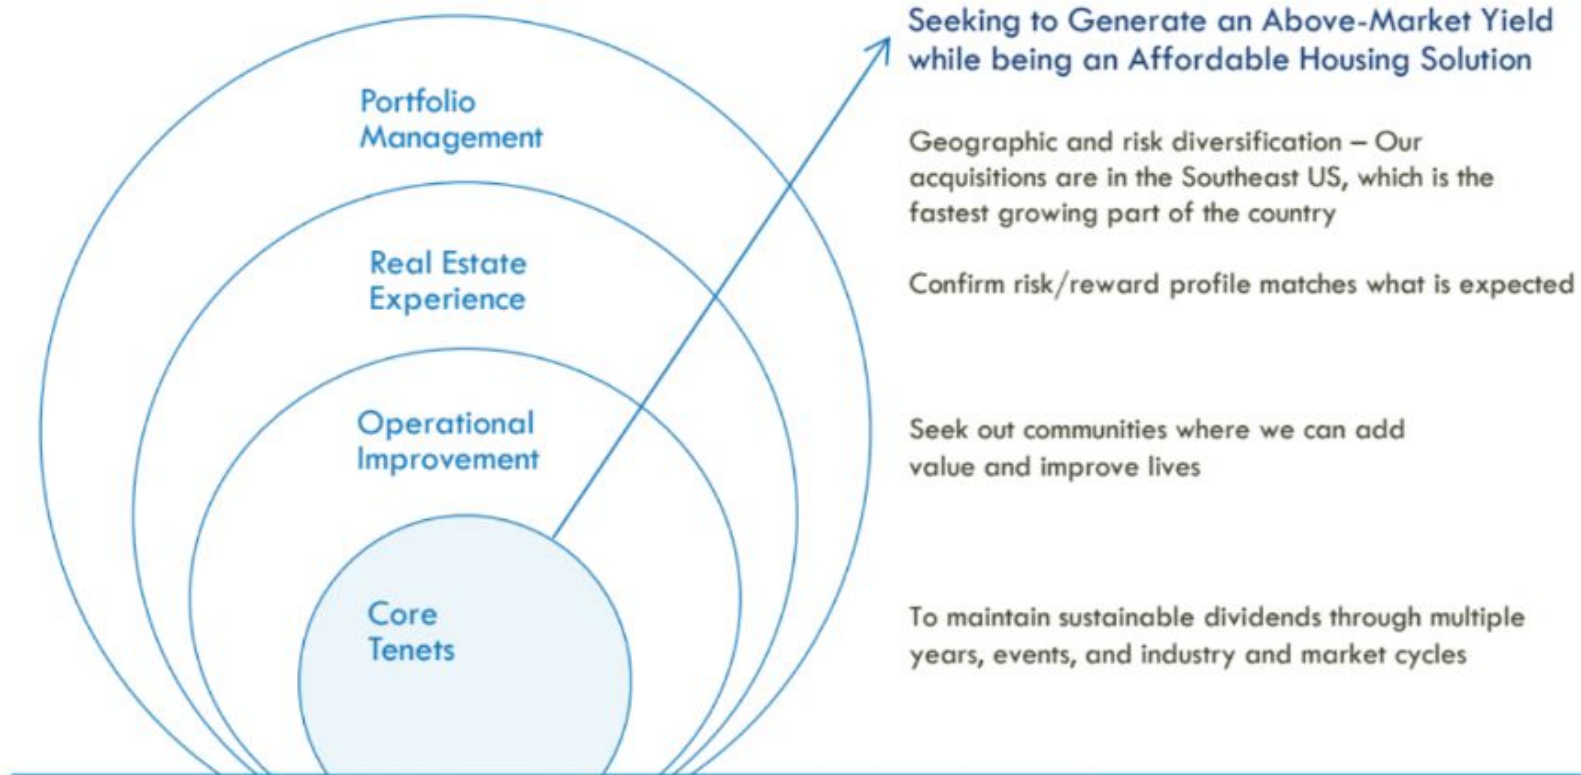 Seeking to Generate an Above-Market Yield
while being an Affordable Housing Solution
Portfolio
Management
Geographic and risk diversification – Our
acquisitions are in the Southeast US, which is the
fastest growing part of the country
Real Estate
Experience
Confirm risk/reward profile matches what is expected
Operational
Improvement
Seek out communities where we can add
value and improve lives
Core
Tenets
To maintain sustainable dividends through multiple
years, events, and industry and market cycles